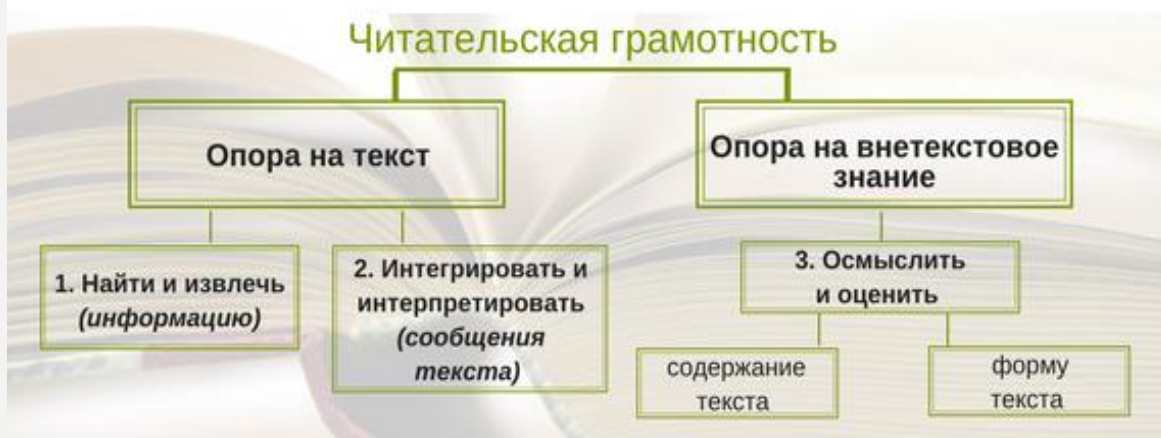 Читательская грамотность
Опора на текст
Опора на внетекстовое
знание
1. Найти и извлечь
(информацию)
2. Интегрировать и
интерпретировать
(сообщения
текста)
3. Осмыслить
и оценить
содержание
текста
форму
текста